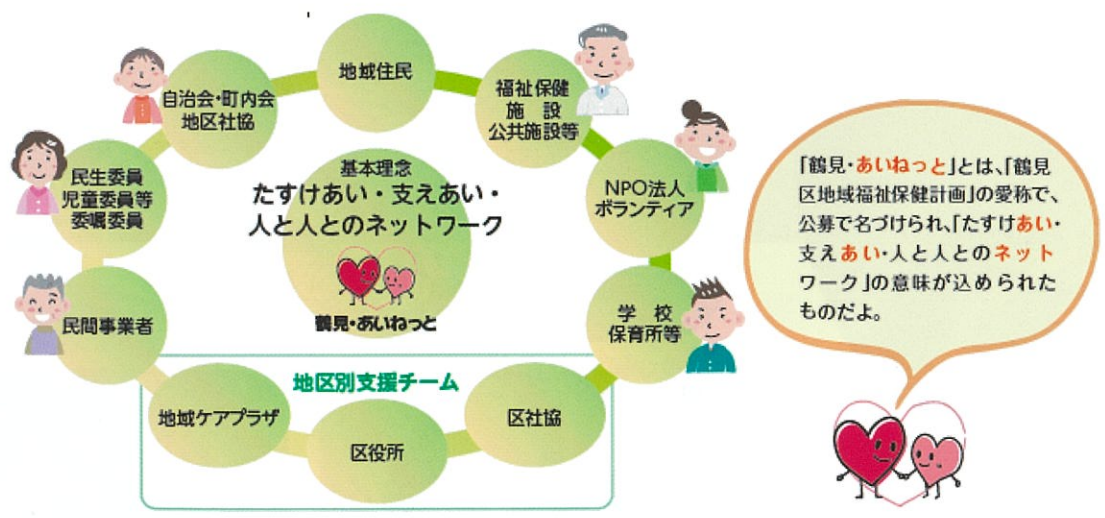 地域住民
福祉保健
施設
公共施設等
NPO法人
ボランティア
学校
保育所等
区社協
区役所
地域ケアプラザ
地区別支援チーム
民間事業者
民生委員
児童委員等
委嘱委員
自治会・町内会
地区社協
基本理念
たすけあい・支えあい・
人と人とのネットワーク
鶴見・あいねっと
「鶴見・あいねっと」とは、「鶴見
区地域福祉保健計画」の愛称で、
公募で名づけられ、「たすけあい・
支えあい・人と人とのネット
ワーク」の意味が込められた
ものだよ。